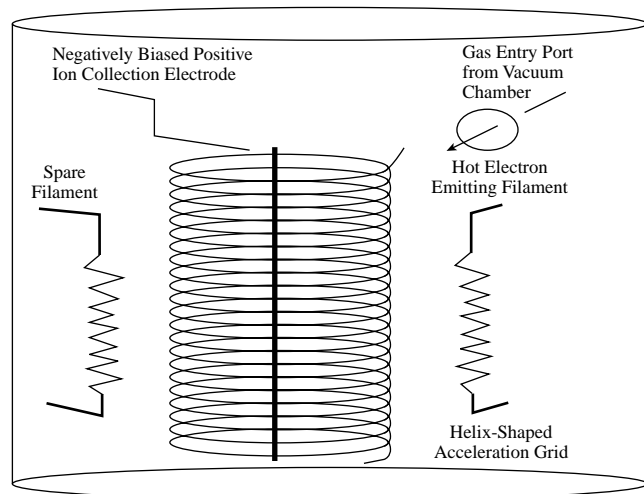 Negatively Biased Positive
Ion Collection Electrode
Gas Entry Port
from Vacuum
Chamber
Spare
Filament
Hot Electron
Emitting Filament
Helix-Shaped
Acceleration Grid